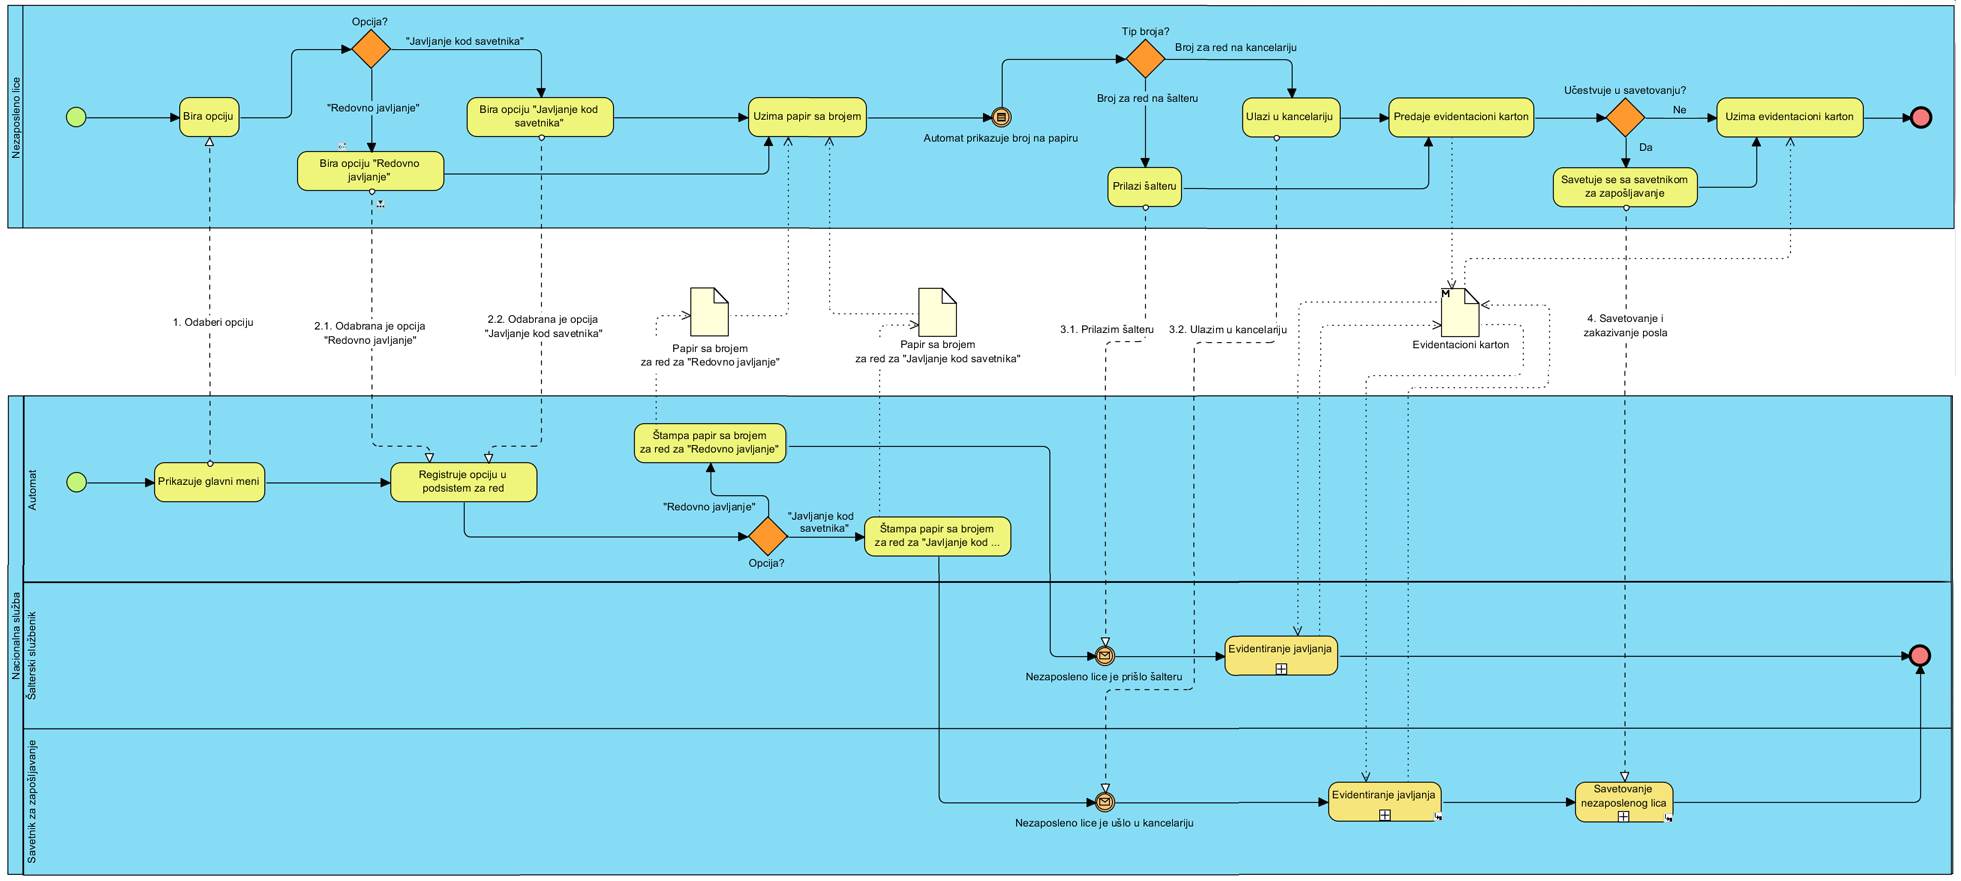 Nezaposleno lice
Opcija?
"Javljanje kod savetnika"
"Redovno javljanje"
Bira opciju
Bira opciju "Redovno
javljanje"
Bira opciju "Javljanje kod
savetnika"
Uzima papir sa brojem
Automat prikazuje broj na papiru
Tip broja?
Broj za red na kancelariju
Broj za red na šalteru
Prilazi šalteru
Ulazi u kancelariju
Predaje evidentacioni karton
Učestvuje u savetovanju?
Ne
Da
Savetuje se sa savetnikom
za zapošljavanje
Uzima evidentacioni karton
1. Odaberi opciju
2.1. Odabrana je opcija
"Redovno javljanje"
2.2. Odabrana je opcija
"Javljanje kod savetnika"
Papir sa brojem
za red za "Redovno javljanje"
Papir sa brojem
za red za "Javljanje kod savetnika"
3.1. Prilazim šalteru
3.2. Ulazim u kancelariju
M
Evidentacioni karton
4. Savetovanje i
zakazivanje posla
Nacionalna služba
Automat
Prikazuje glavni meni
Registruje opciju u
podsistem za red
Štampa papir sa brojem
za red za "Redovno javljanje"
"Redovno javljanje"
"Javljanje kod
savetnika"
Opcija?
Štampa papir sa brojem
za red za "Javljanje kod ...
Šalterski službenik
Nezaposleno lice je prišlo šalteru
Evidentiranje javljanja
Savetnik za zapošljavanje
Nezaposleno lice je ušlo u kancelariju
Evidentiranje javljanja
Savetovanje
nezaposlenog lica